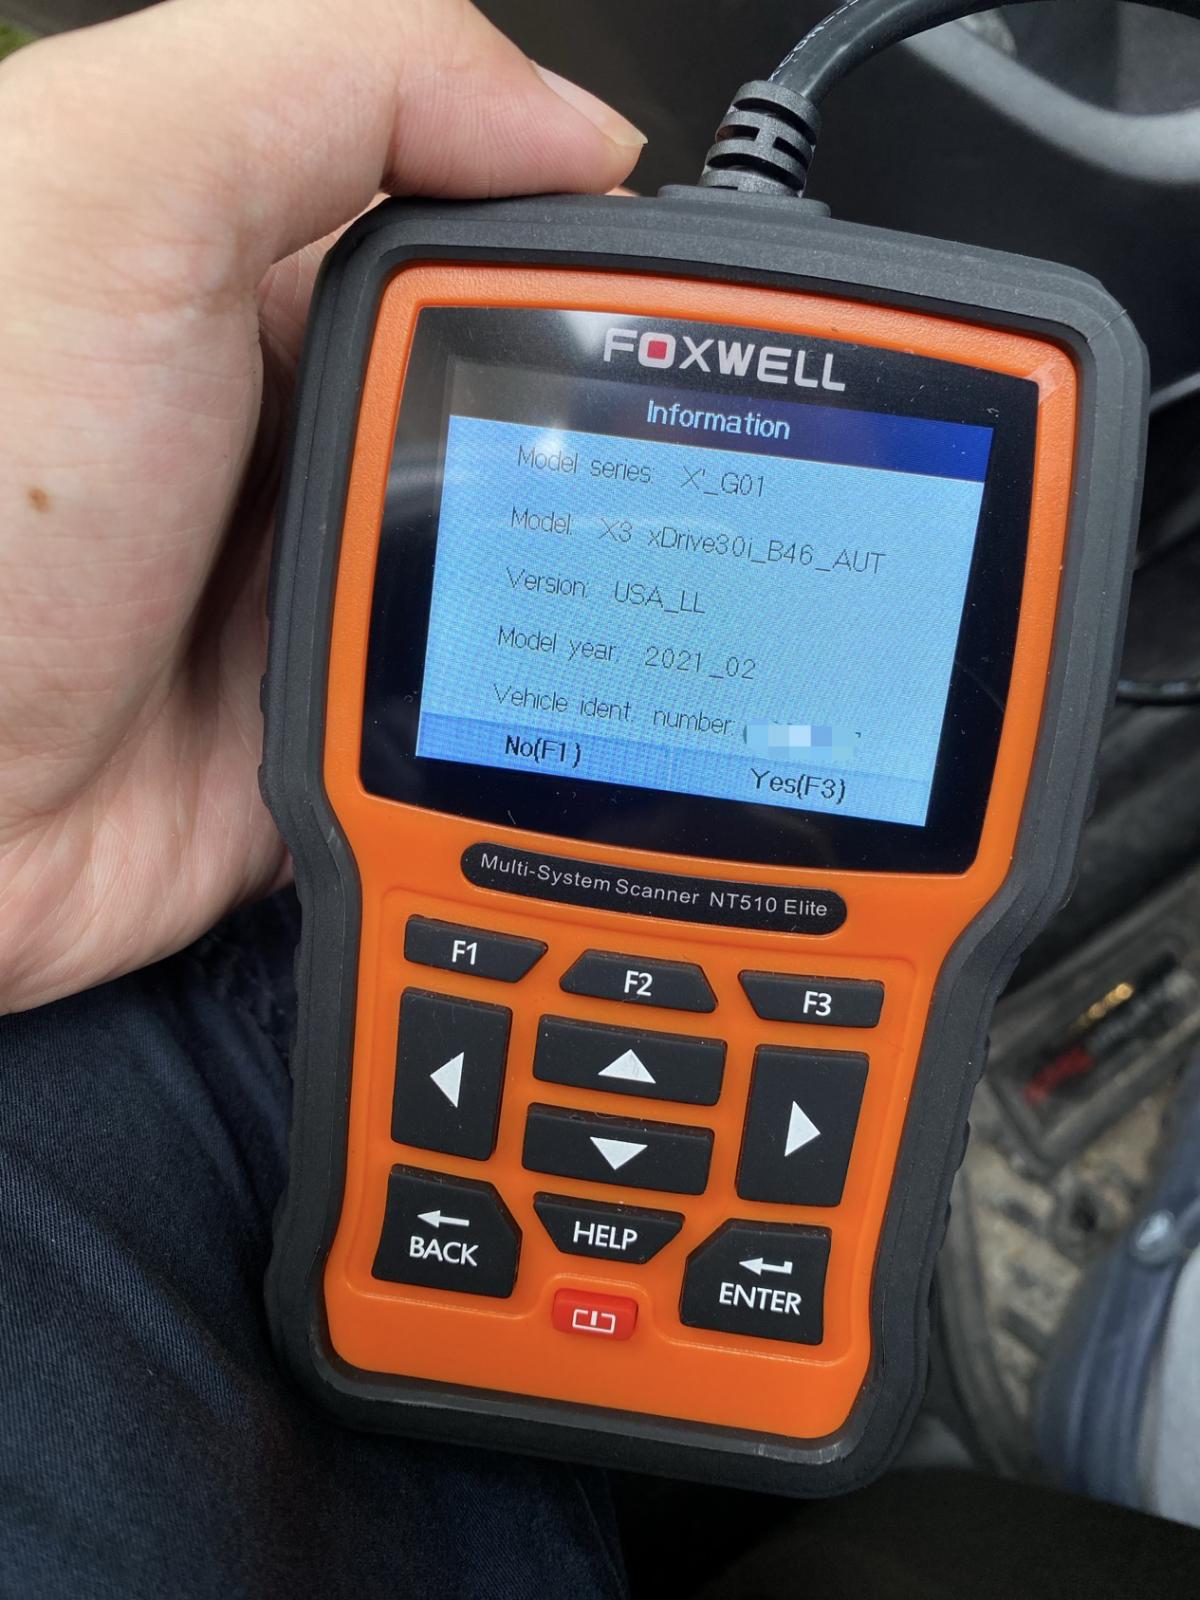 FOXWELL
Information
Model series: X'_G01
Model: X3 xDrive30i_B46_AUT
Version: USA_LL
Model year: 2021_02
Vehicle ident. number:
No(F1) Yes(F3)
Multi-System Scanner NT510 Elite
F1 F2 F3
BACK HELP ENTER